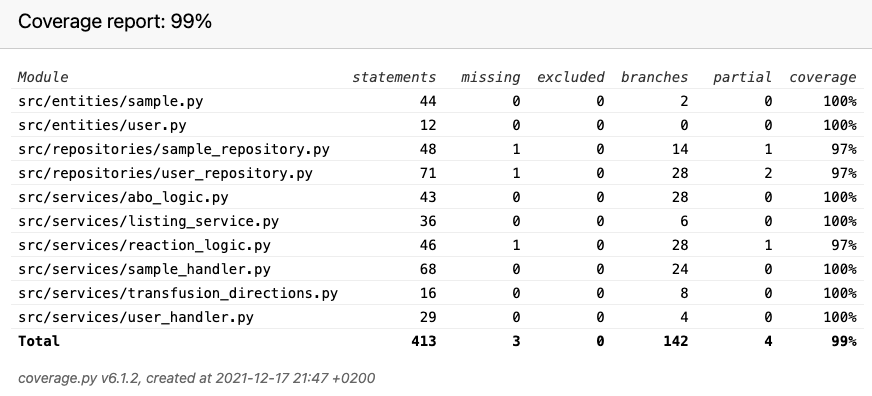 Coverage report: 99%
Module statements missing excluded branches partial coverage
src/entities/sample.py 44 0 0 2 0 100%
src/entities/user.py 12 0 0 0 0 100%
src/repositories/sample_repository.py 48 1 0 14 1 97%
src/repositories/user_repository.py 71 1 0 28 2 97%
src/services/abo_logic.py 43 0 0 28 0 100%
src/services/listing_service.py 36 0 0 6 0 100%
src/services/reaction_logic.py 46 1 0 28 1 97%
src/services/sample_handler.py 68 0 0 24 0 100%
src/services/transfusion_directions.py 16 0 0 8 0 100%
src/services/user_handler.py 29 0 0 4 0 100%
Total 413 3 0 142 4 99%
coverage.py v6.1.2, created at 2021-12-17 21:47 +0200